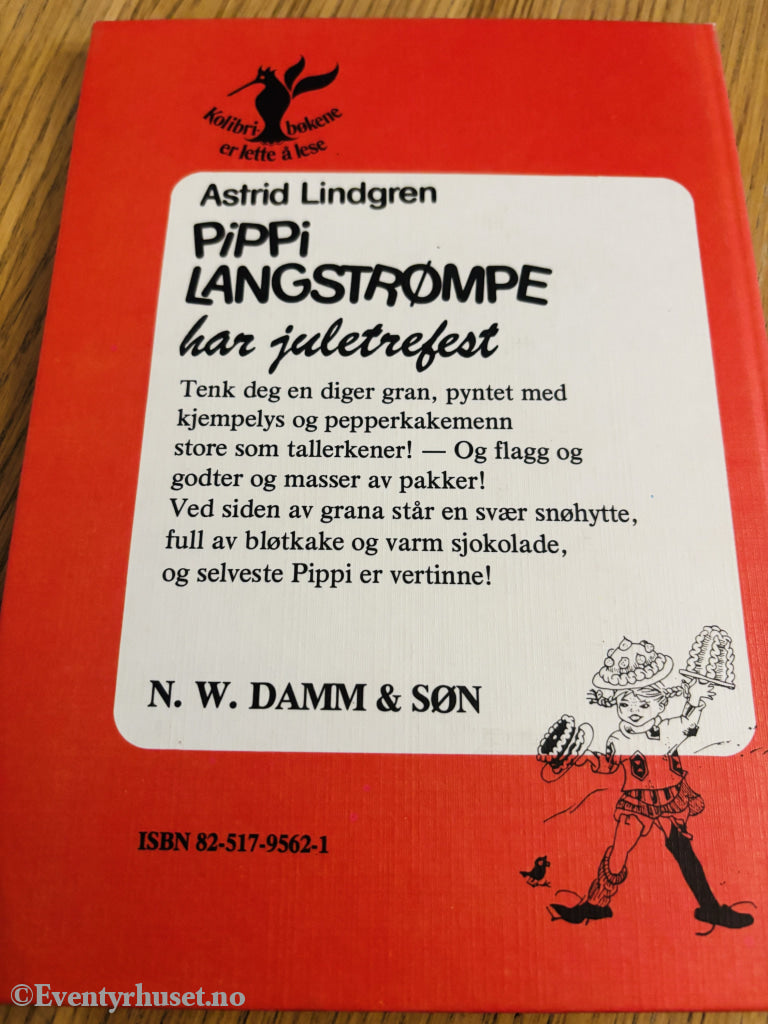 Kolibri-
bøkene
er lette å lese
Astrid Lindgren
PiPPi
LANGSTRØMPE
har juletrefest
Tenk deg en diger gran, pyntet med
kjempelys og pepperkakemenn
store som tallerkener! — Og flagg og
godter og masser av pakker!
Ved siden av grana står en svær snøhytte,
full av bløtkake og varm sjokolade,
og selveste Pippi er vertinne!
N. W. DAMM & SØN
ISBN 82-517-9562-1
©Eventyrhuset.no